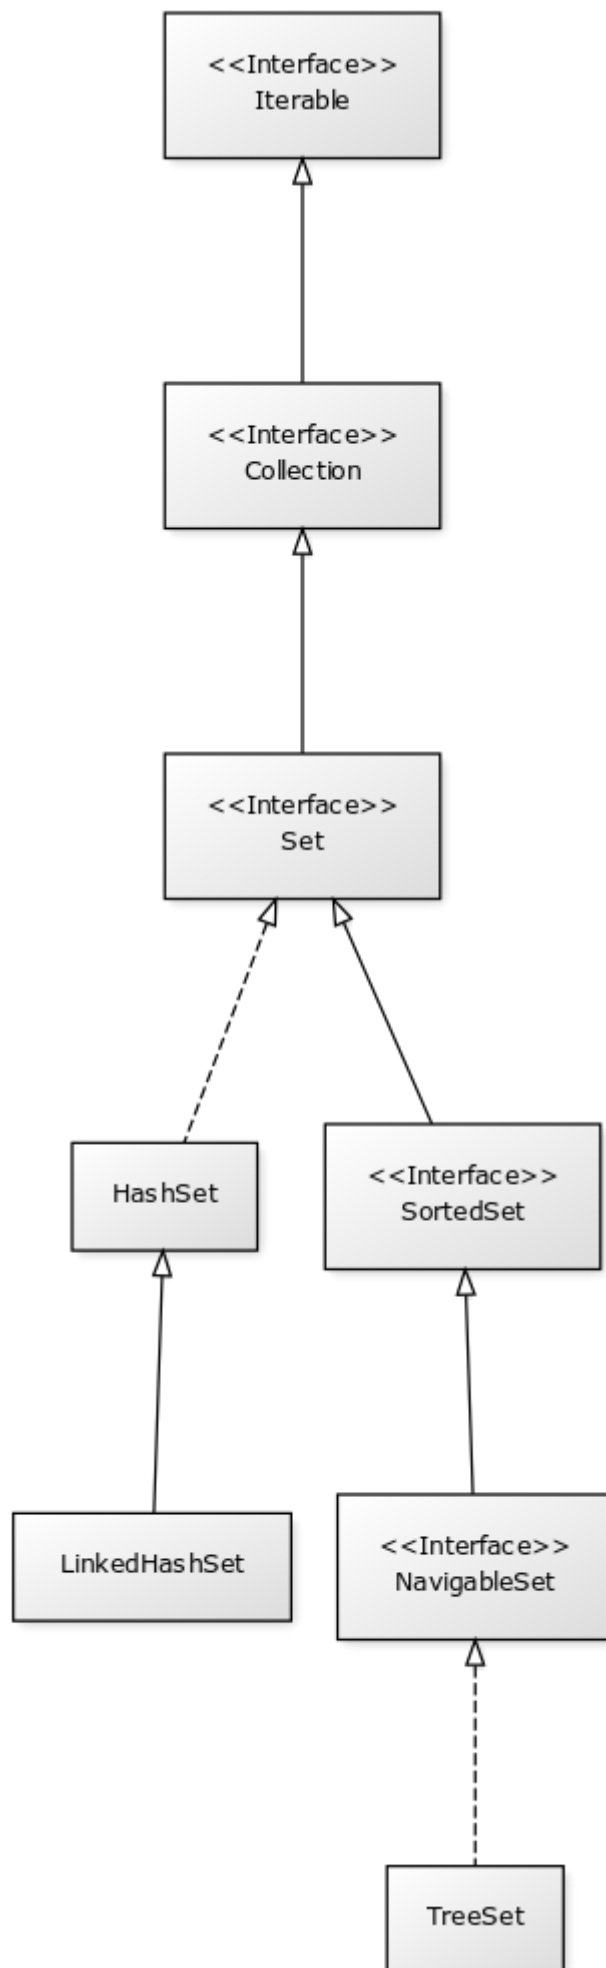 <<Interface>>
Iterable
<<Interface>>
Collection
<<Interface>>
Set
HashSet
<<Interface>>
SortedSet
LinkedHashSet
<<Interface>>
NavigableSet
TreeSet